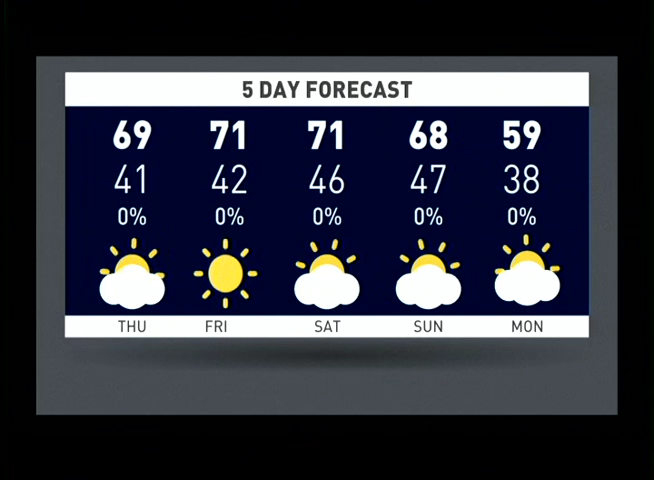 5 DAY FORECAST
69 71 71 68 59
41 42 46 47 38
0% 0% 0% 0% 0%
THU FRI SAT SUN MON